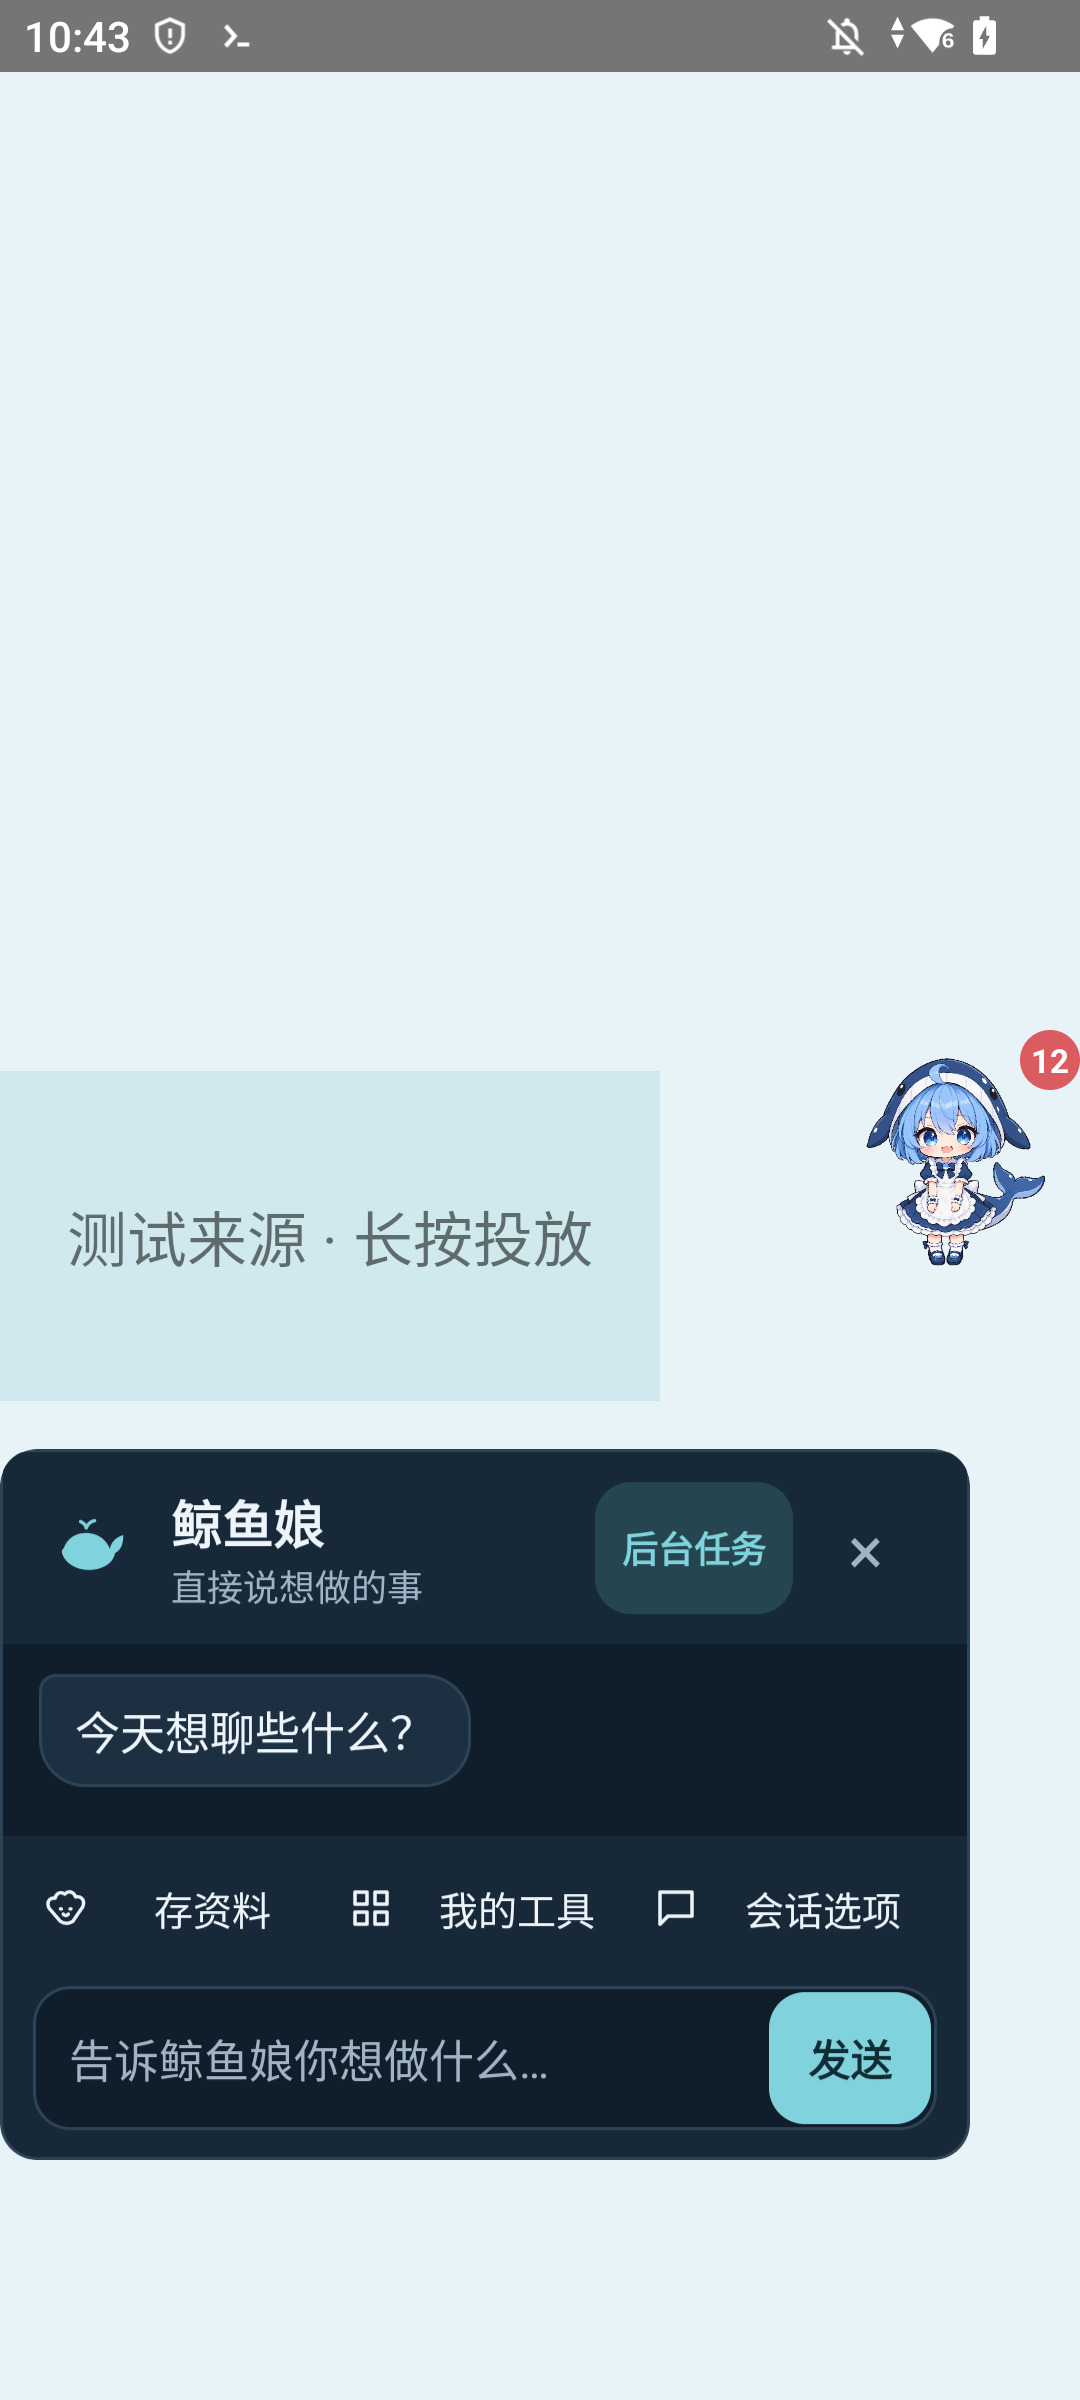 10:43
6
12
测试来源 · 长按投放
鲸鱼娘
直接说想做的事
后台任务
×
今天想聊些什么？
存资料
我的工具
会话选项
告诉鲸鱼娘你想做什么...
发送